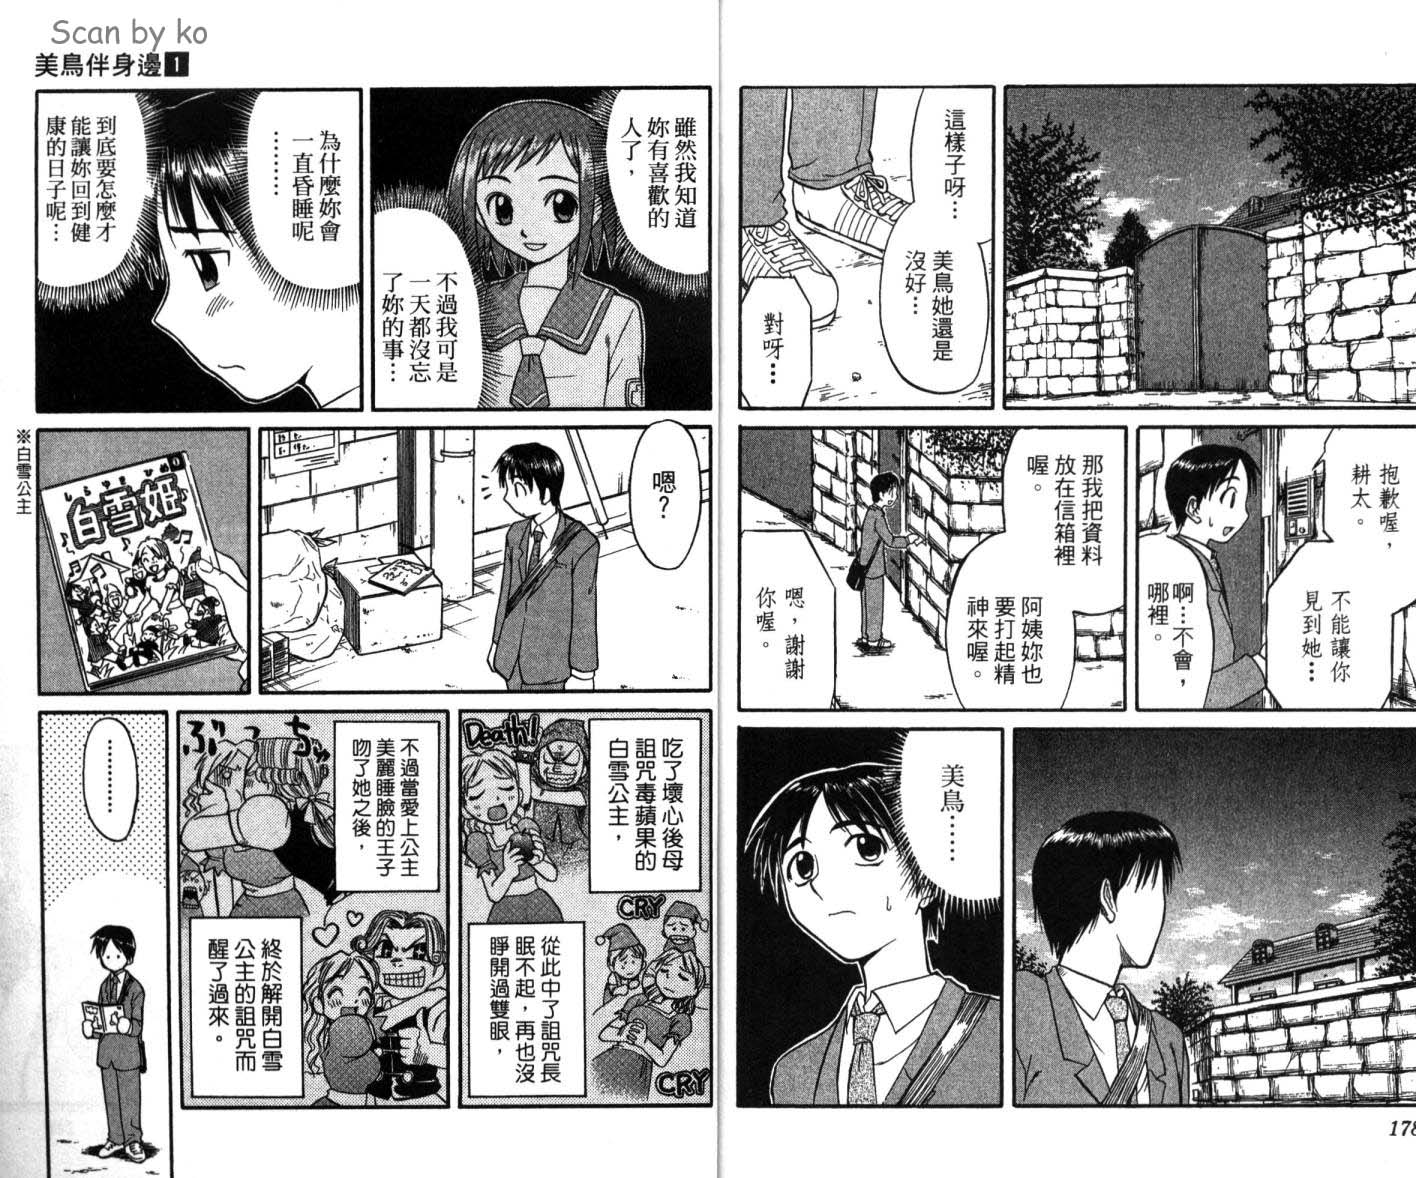 Scan by ko
美鳥伴身邊1
這樣子呀…
美鳥她還是
沒好…
對呀…
抱歉喔，
耕太。
不能讓你
見到她…
啊…不會，
哪裡。
那我把資料
放在信箱裡
喔。
阿姨妳也
要打起精
神來喔。
嗯，謝謝
你喔。
美鳥……
178
雖然我知道
妳有喜歡的
人了，
不過我可是
一天都沒忘
了妳的事…
為什麼妳會
一直昏睡呢
………
到底要怎麼才
能讓妳回到健
康的日子呢…
嗯?
しらゆきひめ
白雪姫
※白雪公主
吃了壞心後母
詛咒毒蘋果的
白雪公主，
Death!
從此中了詛咒長
眠不起，再也沒
睜開過雙眼，
CRY
CRY
不過當愛上公主
美麗睡臉的王子
吻了她之後，
ぶっちゅ
終於解開白雪
公主的詛咒而
醒了過來。
………